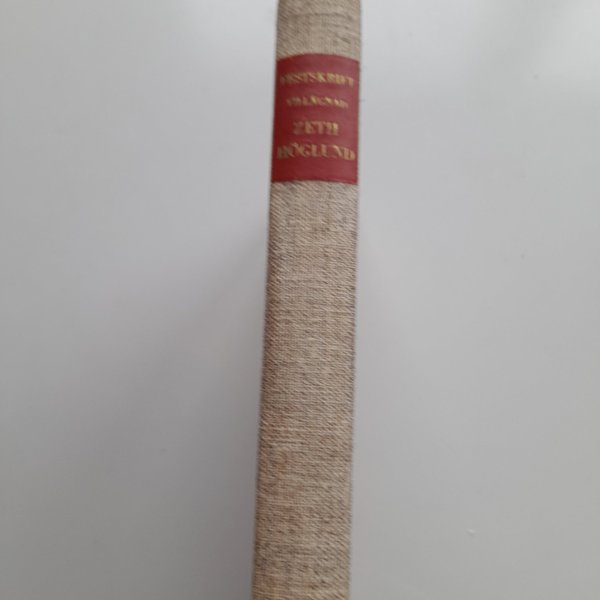 FESTSKRIFT
TILLÄGNAD
ZETH
HÖGLUND